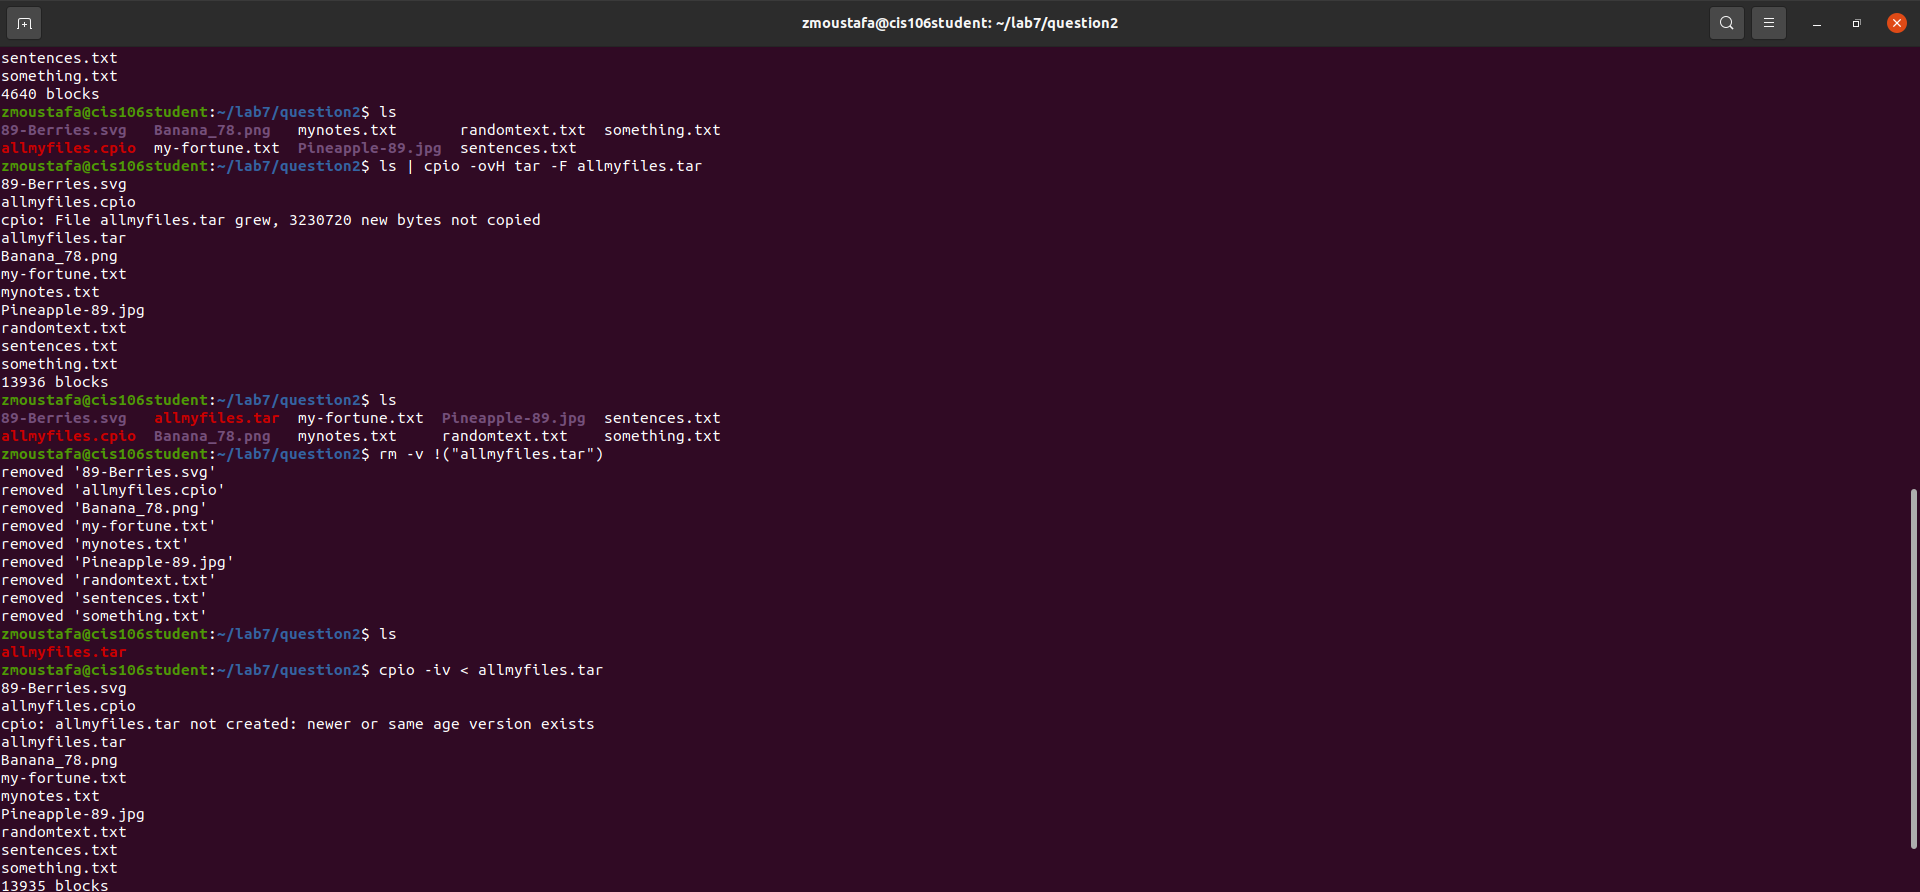 zmoustafa@cis106student: ~/lab7/question2
sentences.txt
something.txt
4640 blocks
zmoustafa@cis106student:~/lab7/question2$ ls
89-Berries.svg   Banana_78.png   mynotes.txt       randomtext.txt  something.txt
allmyfiles.cpio  my-fortune.txt  Pineapple-89.jpg  sentences.txt
zmoustafa@cis106student:~/lab7/question2$ ls | cpio -ovH tar -F allmyfiles.tar
89-Berries.svg
allmyfiles.cpio
cpio: File allmyfiles.tar grew, 3230720 new bytes not copied
allmyfiles.tar
Banana_78.png
my-fortune.txt
mynotes.txt
Pineapple-89.jpg
randomtext.txt
sentences.txt
something.txt
13936 blocks
zmoustafa@cis106student:~/lab7/question2$ ls
89-Berries.svg   allmyfiles.tar  my-fortune.txt  Pineapple-89.jpg  sentences.txt
allmyfiles.cpio  Banana_78.png   mynotes.txt     randomtext.txt    something.txt
zmoustafa@cis106student:~/lab7/question2$ rm -v !("allmyfiles.tar")
removed '89-Berries.svg'
removed 'allmyfiles.cpio'
removed 'Banana_78.png'
removed 'my-fortune.txt'
removed 'mynotes.txt'
removed 'Pineapple-89.jpg'
removed 'randomtext.txt'
removed 'sentences.txt'
removed 'something.txt'
zmoustafa@cis106student:~/lab7/question2$ ls
allmyfiles.tar
zmoustafa@cis106student:~/lab7/question2$ cpio -iv < allmyfiles.tar
89-Berries.svg
allmyfiles.cpio
cpio: allmyfiles.tar not created: newer or same age version exists
allmyfiles.tar
Banana_78.png
my-fortune.txt
mynotes.txt
Pineapple-89.jpg
randomtext.txt
sentences.txt
something.txt
13935 blocks